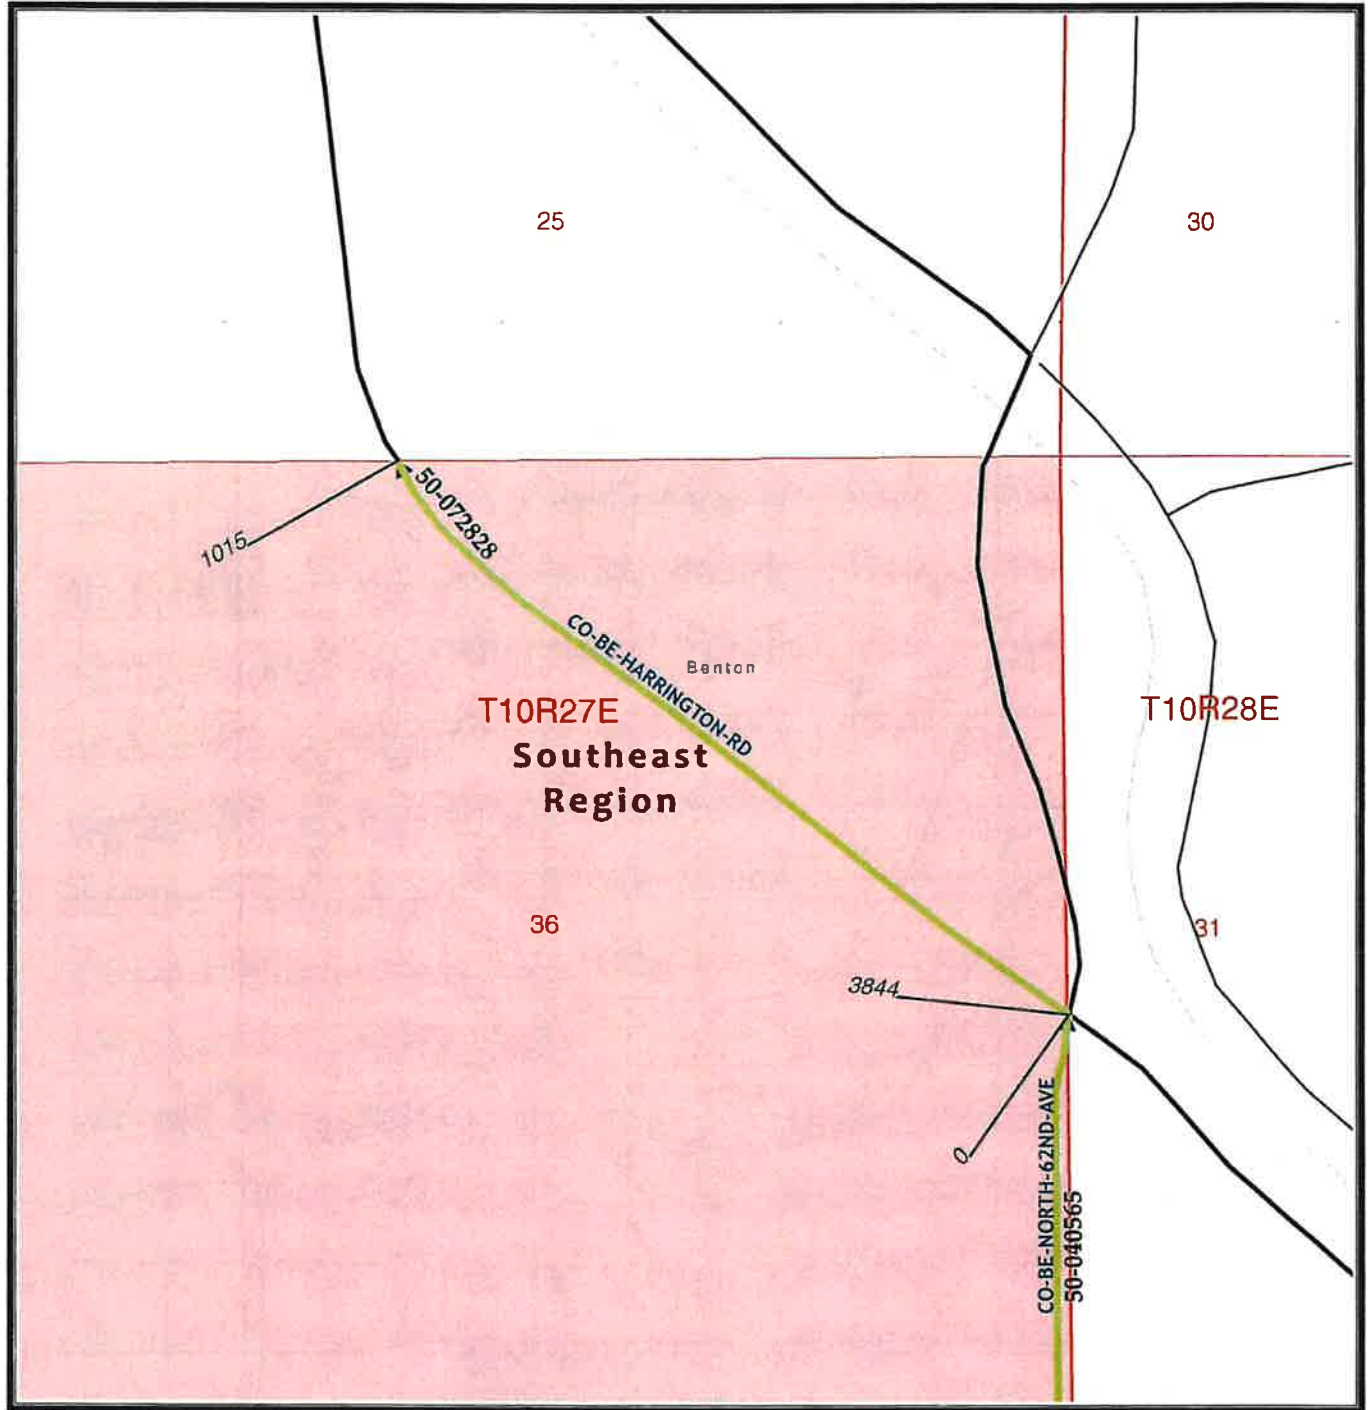 25
30
50-072828
1015
CO-BE-HARRINGTON-RD
Benton
T10R27E
T10R28E
Southeast
Region
36
31
3844
0
CO-BE-NORTH-62ND-AVE
50-040565